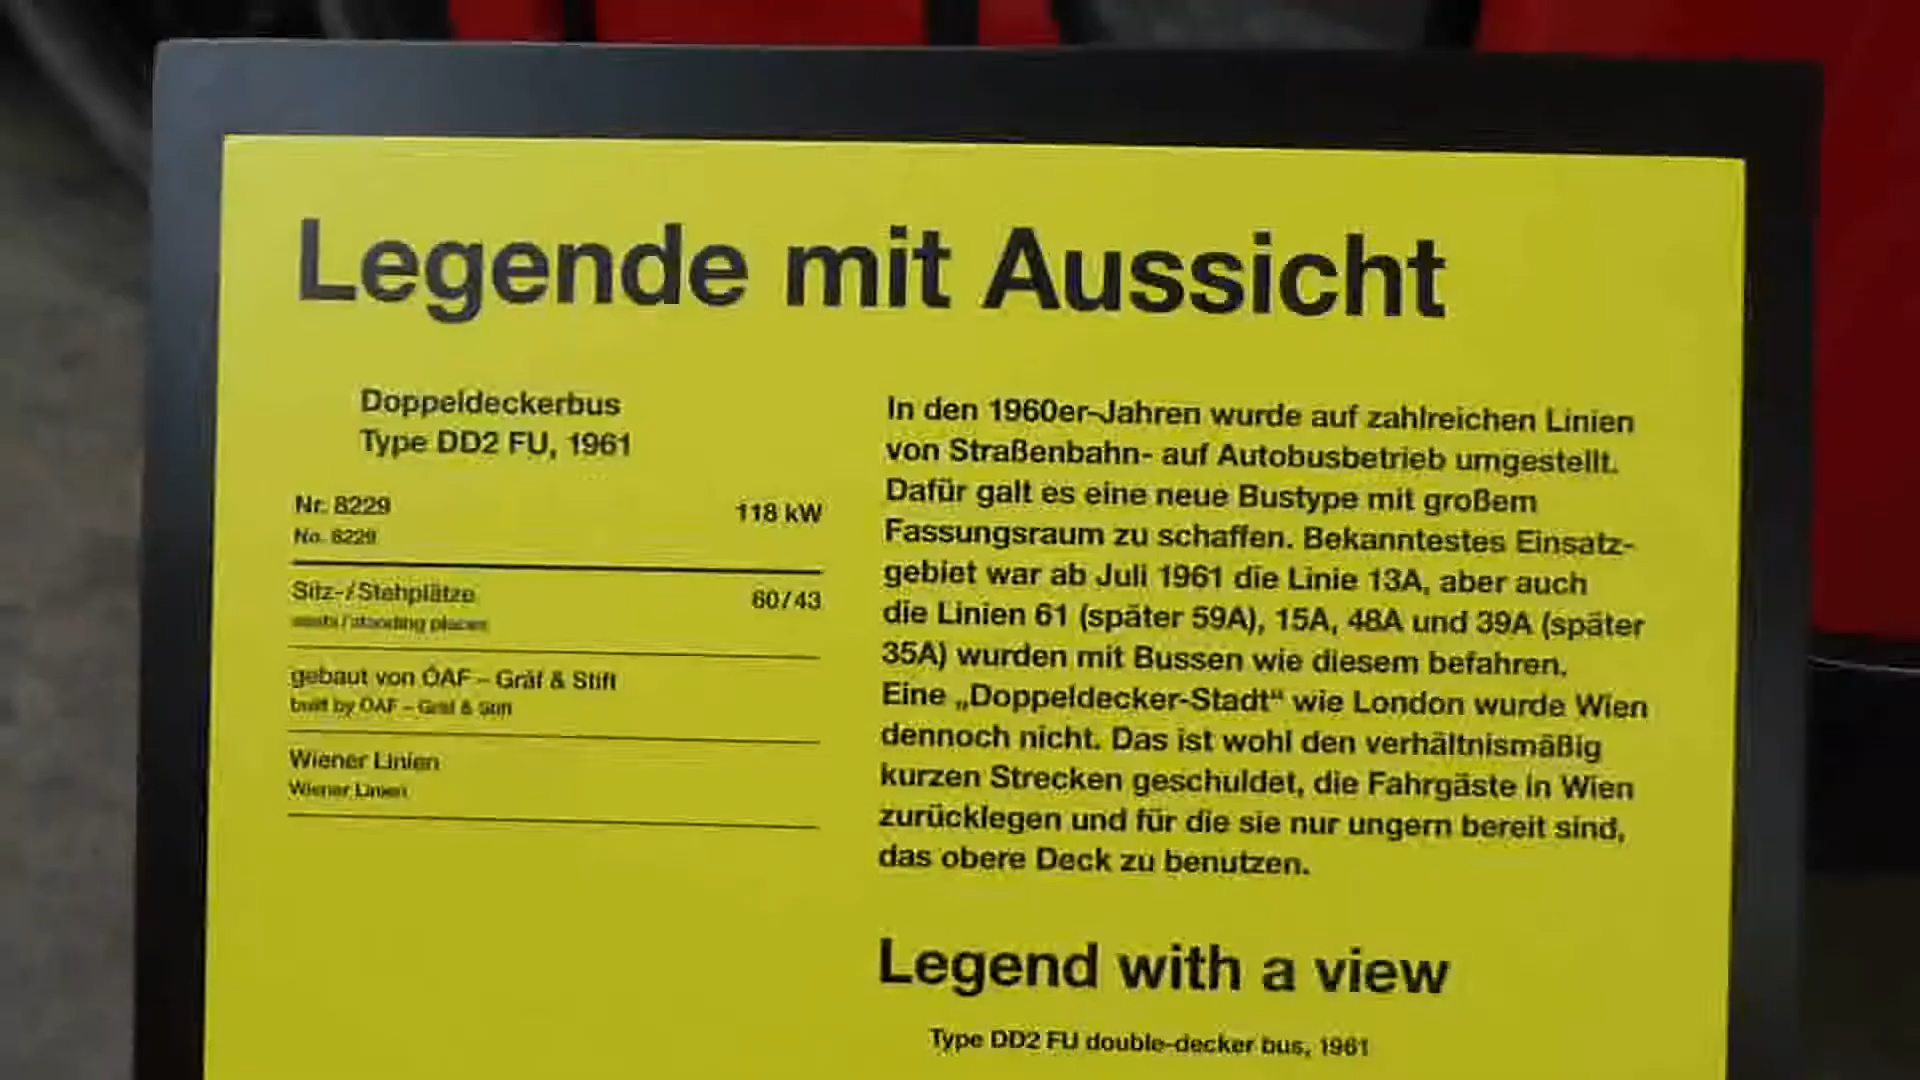 Legende mit Aussicht
Doppeldeckerbus
Type DD2 FU, 1961
Nr. 8229
118 kW
No. 8229
Sitz-/Stehplätze
60/43
seats/standing places
gebaut von ÖAF – Gräf & Stift
built by ÖAF – Gräf & Stift
Wiener Linien
Wiener Linien
In den 1960er-Jahren wurde auf zahlreichen Linien
von Straßenbahn- auf Autobusbetrieb umgestellt.
Dafür galt es eine neue Bustype mit großem
Fassungsraum zu schaffen. Bekanntestes Einsatz-
gebiet war ab Juli 1961 die Linie 13A, aber auch
die Linien 61 (später 59A), 15A, 48A und 39A (später
35A) wurden mit Bussen wie diesem befahren.
Eine „Doppeldecker-Stadt“ wie London wurde Wien
dennoch nicht. Das ist wohl den verhältnismäßig
kurzen Strecken geschuldet, die Fahrgäste in Wien
zurücklegen und für die sie nur ungern bereit sind,
das obere Deck zu benutzen.
Legend with a view
Type DD2 FU double-decker bus, 1961